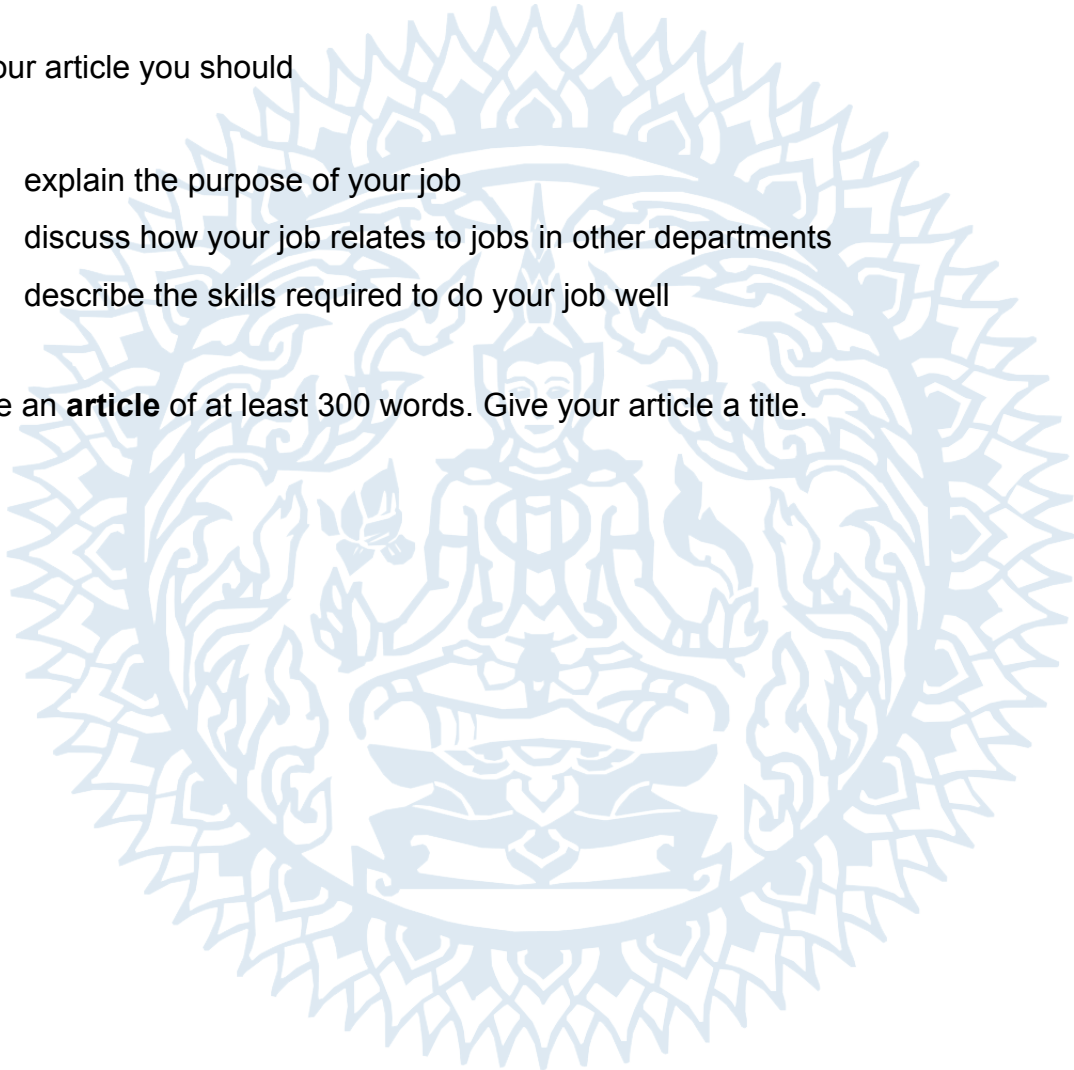 our article you should
explain the purpose of your job
discuss how your job relates to jobs in other departments
describe the skills required to do your job well
e an article of at least 300 words. Give your article a title.